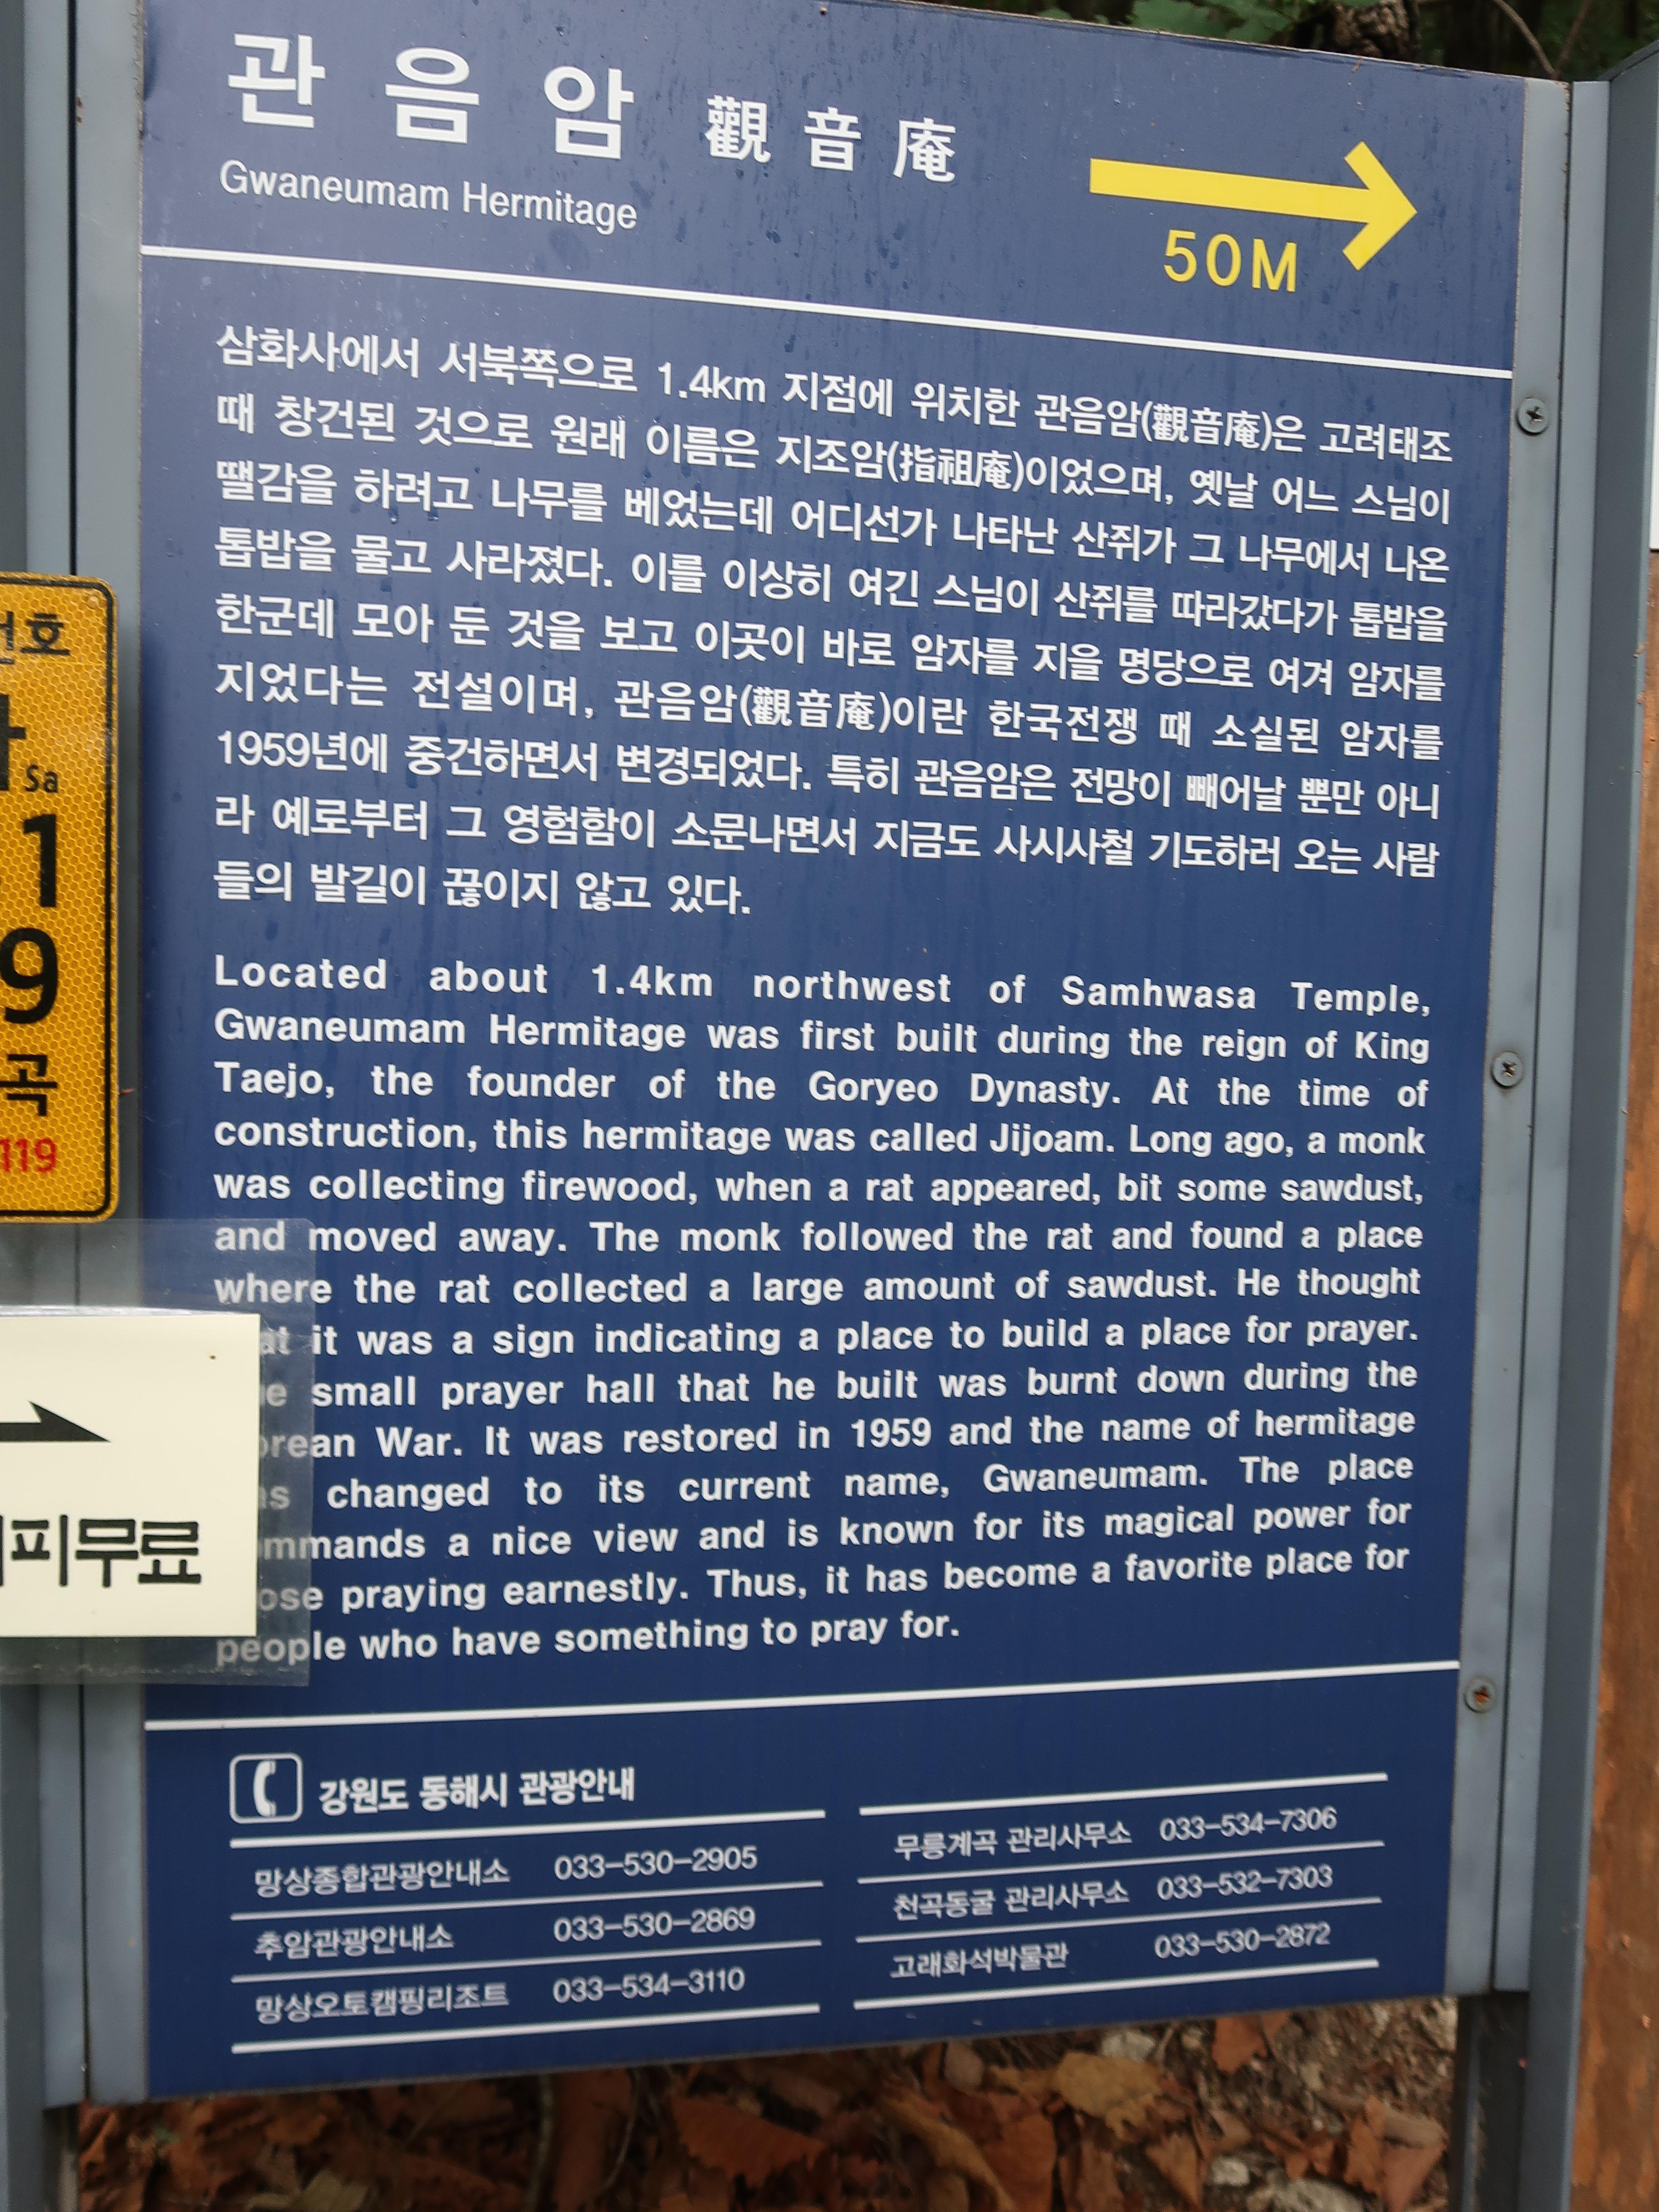 관음암 觀音庵
Gwaneumam Hermitage
50M
삼화사에서 서북쪽으로 1.4km 지점에 위치한 관음암(觀音庵)은 고려태조
때 창건된 것으로 원래 이름은 지조암(指祖庵)이었으며, 옛날 어느 스님이
땔감을 하려고 나무를 베었는데 어디선가 나타난 산쥐가 그 나무에서 나온
톱밥을 물고 사라졌다. 이를 이상히 여긴 스님이 산쥐를 따라갔다가 톱밥을
한군데 모아 둔 것을 보고 이곳이 바로 암자를 지을 명당으로 여겨 암자를
지었다는 전설이며, 관음암(觀音庵)이란 한국전쟁 때 소실된 암자를
1959년에 중건하면서 변경되었다. 특히 관음암은 전망이 빼어날 뿐만 아니
라 예로부터 그 영험함이 소문나면서 지금도 사시사철 기도하러 오는 사람
들의 발길이 끊이지 않고 있다.
Located about 1.4km northwest of Samhwasa Temple,
Gwaneumam Hermitage was first built during the reign of King
Taejo, the founder of the Goryeo Dynasty. At the time of
construction, this hermitage was called Jijoam. Long ago, a monk
was collecting firewood, when a rat appeared, bit some sawdust,
and moved away. The monk followed the rat and found a place
where the rat collected a large amount of sawdust. He thought
it was a sign indicating a place to build a place for prayer.
small prayer hall that he built was burnt down during the
War. It was restored in 1959 and the name of hermitage
changed to its current name, Gwaneumam. The place
a nice view and is known for its magical power for
praying earnestly. Thus, it has become a favorite place for
people who have something to pray for.
강원도 동해시 관광안내
망상종합관광안내소 033-530-2905
추암관광안내소 033-530-2869
망상오토캠핑리조트 033-534-3110
무릉계곡 관리사무소 033-534-7306
천곡동굴 관리사무소 033-532-7303
고래화석박물관 033-530-2872
호
Sa
1
9
곡
119
피무료